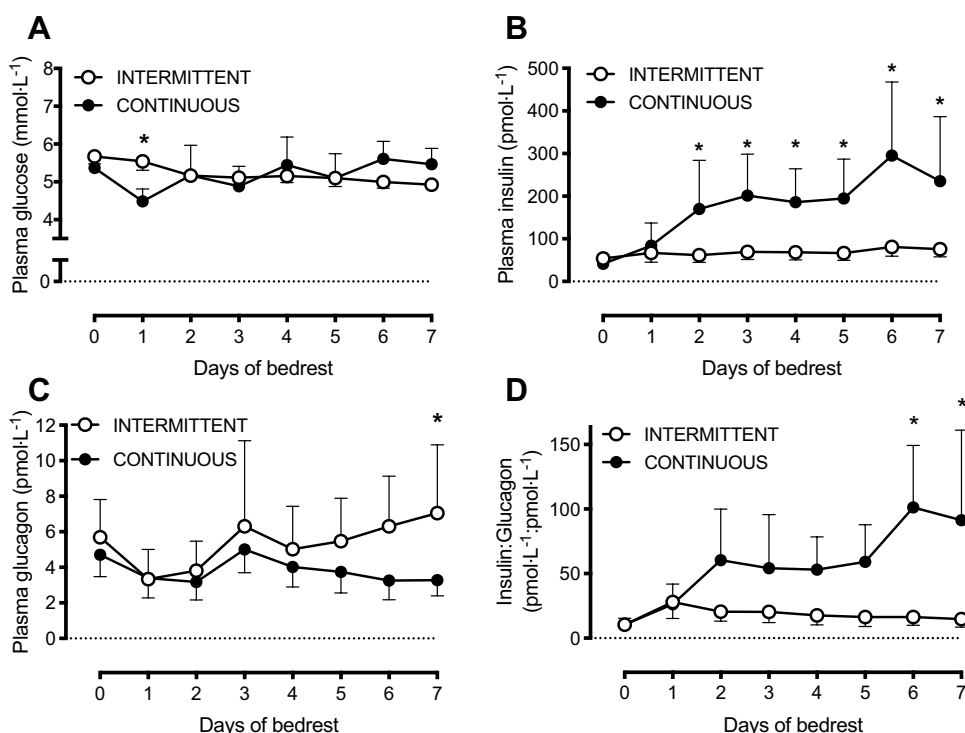 A
INTERMITTENT
CONTINUOUS
Plasma glucose (mmol·L⁻¹)
8
7
6
5
4
0
*
0 1 2 3 4 5 6 7
Days of bedrest
B
INTERMITTENT
CONTINUOUS
Plasma insulin (pmol·L⁻¹)
500
400
300
200
100
0
* * * * * *
0 1 2 3 4 5 6 7
Days of bedrest
C
INTERMITTENT
CONTINUOUS
Plasma glucagon (pmol·L⁻¹)
12
10
8
6
4
2
0
*
0 1 2 3 4 5 6 7
Days of bedrest
D
INTERMITTENT
CONTINUOUS
Insulin:Glucagon
(pmol·L⁻¹:pmol·L⁻¹)
150
100
50
0
* *
0 1 2 3 4 5 6 7
Days of bedrest